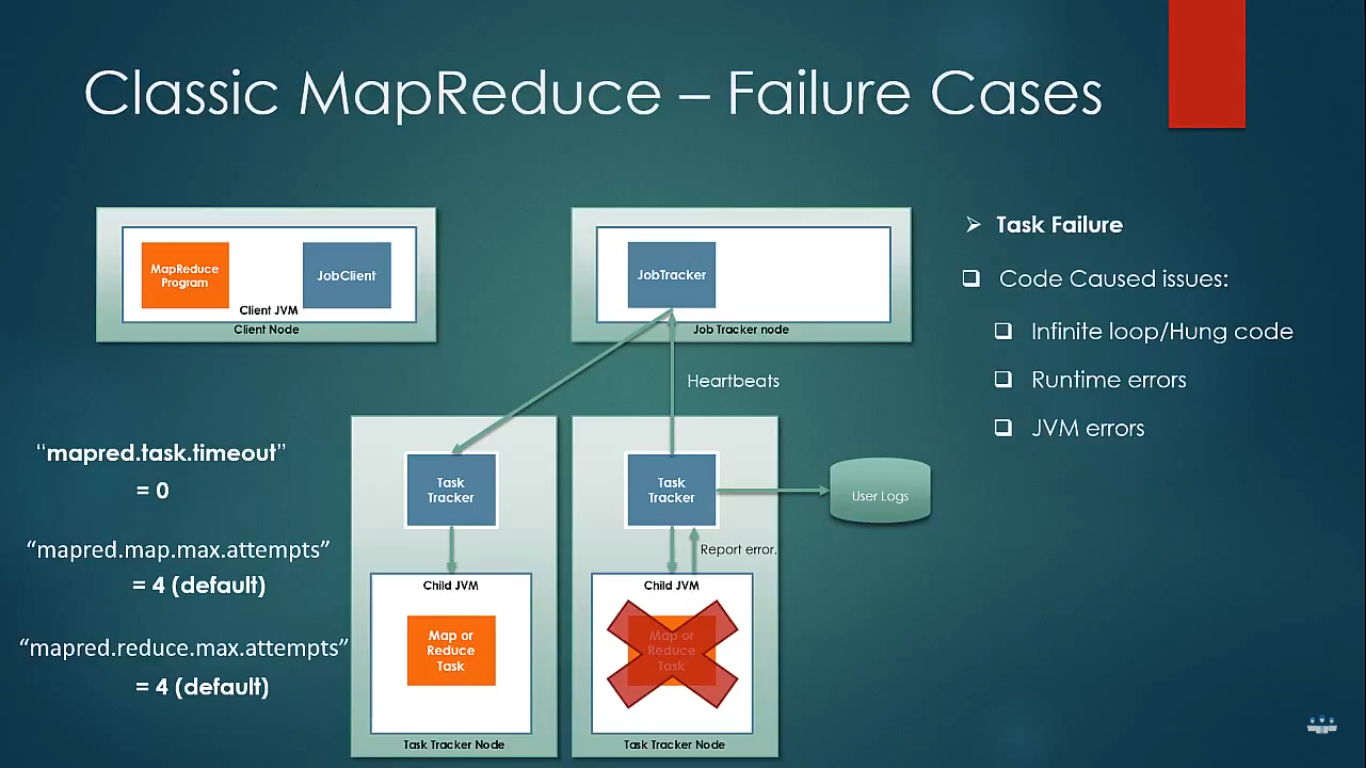 Classic MapReduce – Failure Cases
MapReduce
Program
JobClient
Client JVM
Client Node
JobTracker
Job Tracker node
Heartbeats
Task
Tracker
Child JVM
Map or
Reduce
Task
Task Tracker Node
Task
Tracker
Report error.
Child JVM
Map or
Reduce
Task
Task Tracker Node
User Logs
“mapred.task.timeout”
= 0
“mapred.map.max.attempts”
= 4 (default)
“mapred.reduce.max.attempts”
= 4 (default)
Task Failure
Code Caused issues:
Infinite loop/Hung code
Runtime errors
JVM errors